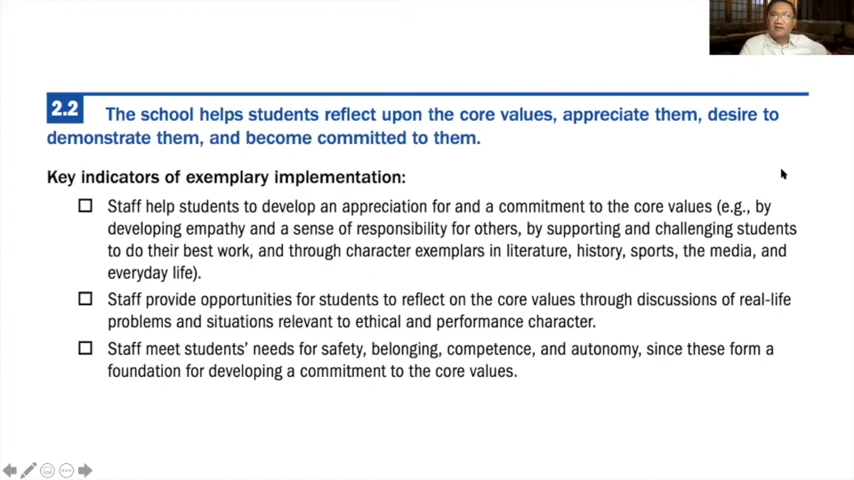 2.2 The school helps students reflect upon the core values, appreciate them, desire to
demonstrate them, and become committed to them.
Key indicators of exemplary implementation:
Staff help students to develop an appreciation for and a commitment to the core values (e.g., by
developing empathy and a sense of responsibility for others, by supporting and challenging students
to do their best work, and through character exemplars in literature, history, sports, the media, and
everyday life).
Staff provide opportunities for students to reflect on the core values through discussions of real-life
problems and situations relevant to ethical and performance character.
Staff meet students' needs for safety, belonging, competence, and autonomy, since these form a
foundation for developing a commitment to the core values.